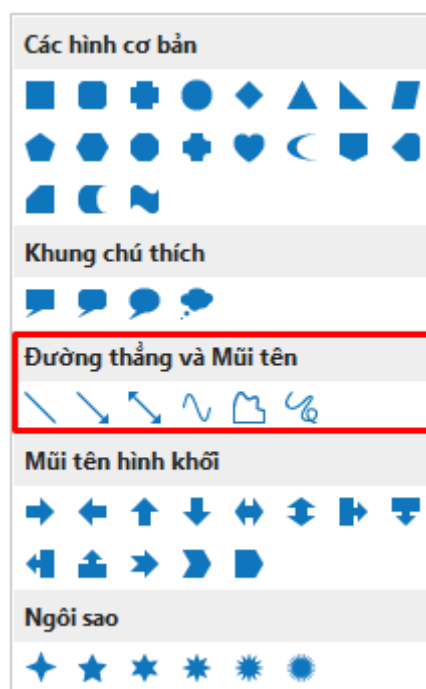 Các hình cơ bản
Khung chú thích
Đường thẳng và Mũi tên
Mũi tên hình khối
Ngôi sao